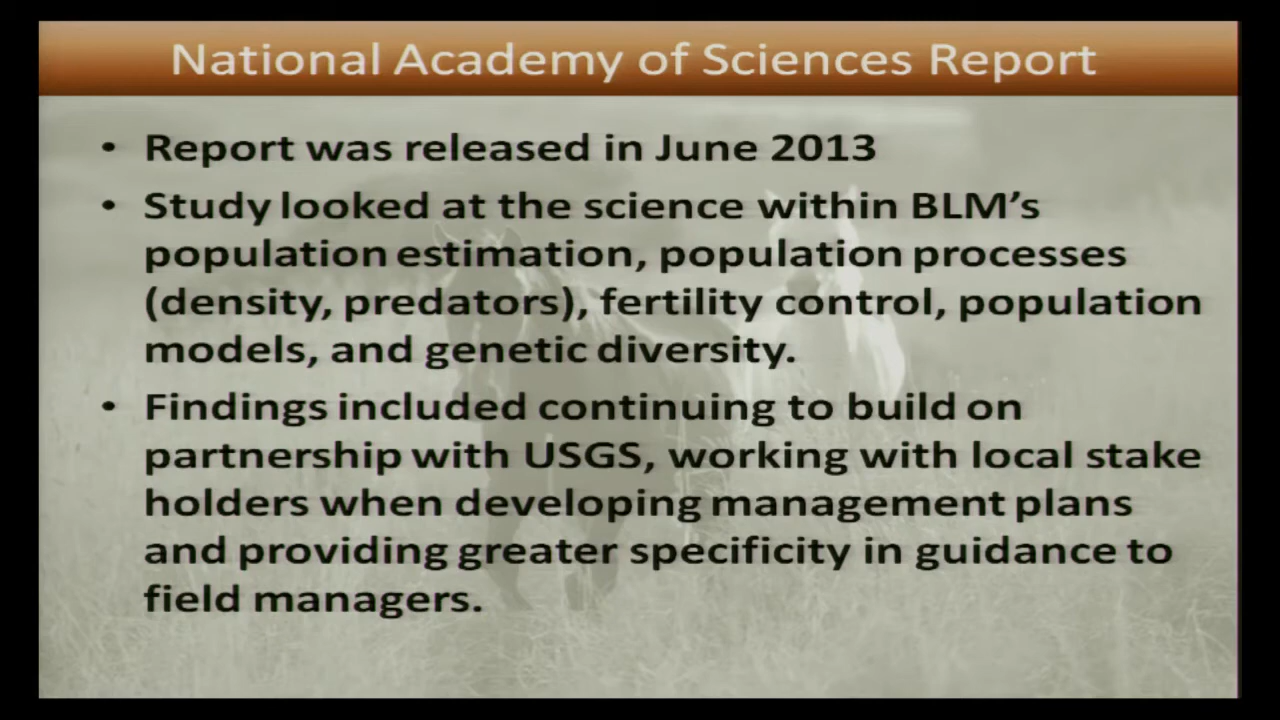 National Academy of Sciences Report
• Report was released in June 2013
• Study looked at the science within BLM's
population estimation, population processes
(density, predators), fertility control, population
models, and genetic diversity.
• Findings included continuing to build on
partnership with USGS, working with local stake
holders when developing management plans
and providing greater specificity in guidance to
field managers.